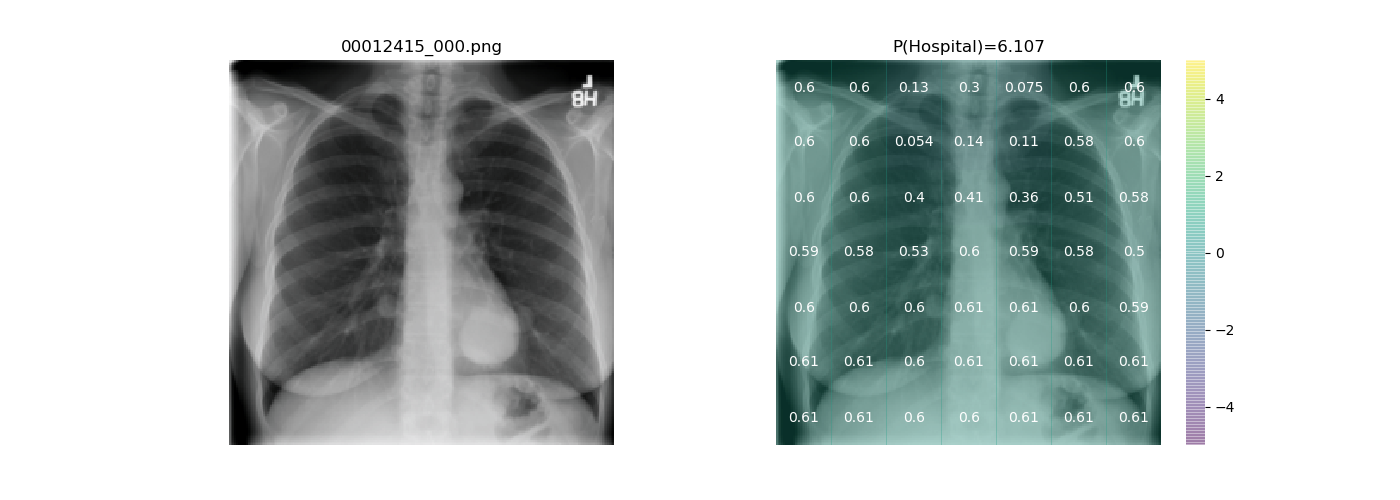 00012415_000.png
L
BH
P(Hospital)=6.107
0.6 0.6 0.13 0.3 0.075 0.6 0.6
L
BH
0.6 0.6 0.054 0.14 0.11 0.58 0.6
0.6 0.6 0.4 0.41 0.36 0.51 0.58
0.59 0.58 0.53 0.6 0.59 0.58 0.5
0.6 0.6 0.6 0.61 0.61 0.6 0.59
0.61 0.61 0.6 0.61 0.61 0.61 0.61
0.61 0.61 0.6 0.6 0.61 0.61 0.61
4
2
0
−2
−4